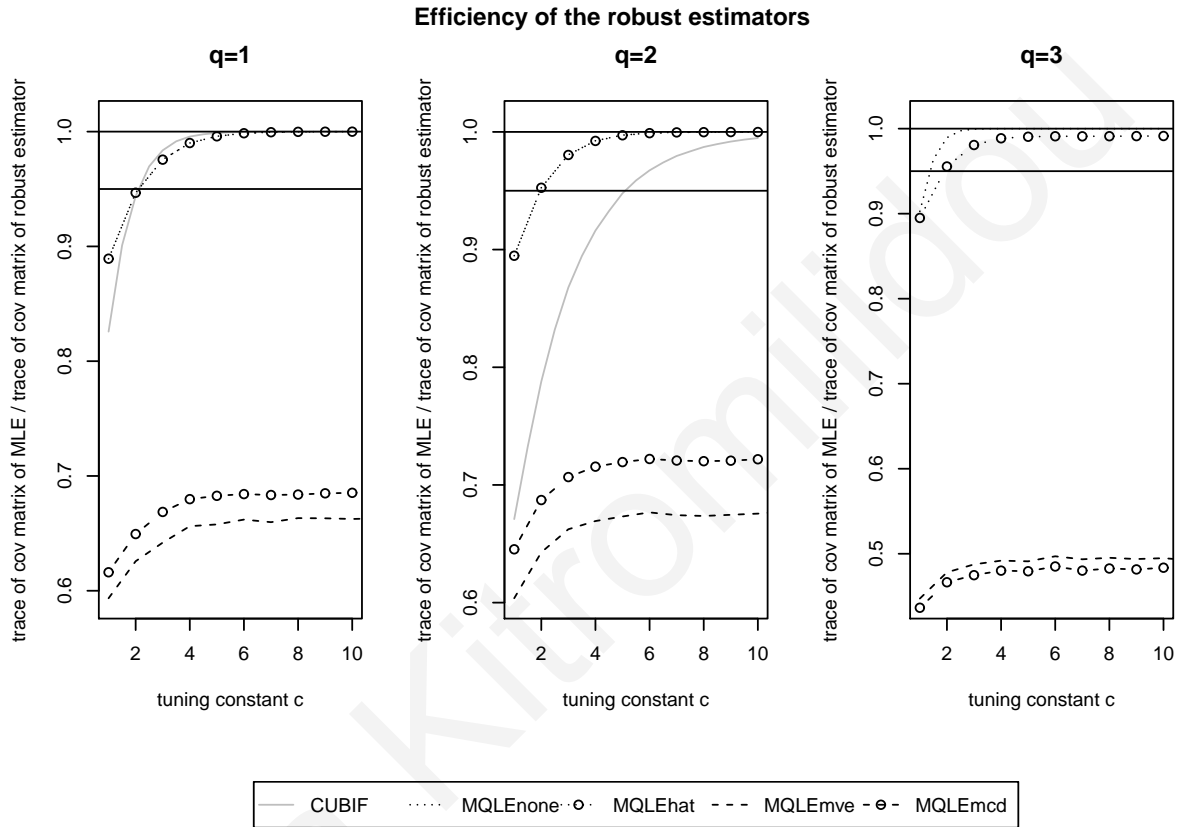 Efficiency of the robust estimators
q=1
trace of cov matrix of MLE / trace of cov matrix of robust estimator
1.0
0.9
0.8
0.7
0.6
2 4 6 8 10
tuning constant c
q=2
trace of cov matrix of MLE / trace of cov matrix of robust estimator
1.0
0.9
0.8
0.7
0.6
2 4 6 8 10
tuning constant c
q=3
trace of cov matrix of MLE / trace of cov matrix of robust estimator
1.0
0.9
0.8
0.7
0.6
0.5
2 4 6 8 10
tuning constant c
CUBIF MQLEnone MQLEhat MQLEmve MQLEmcd
Kitromilidou